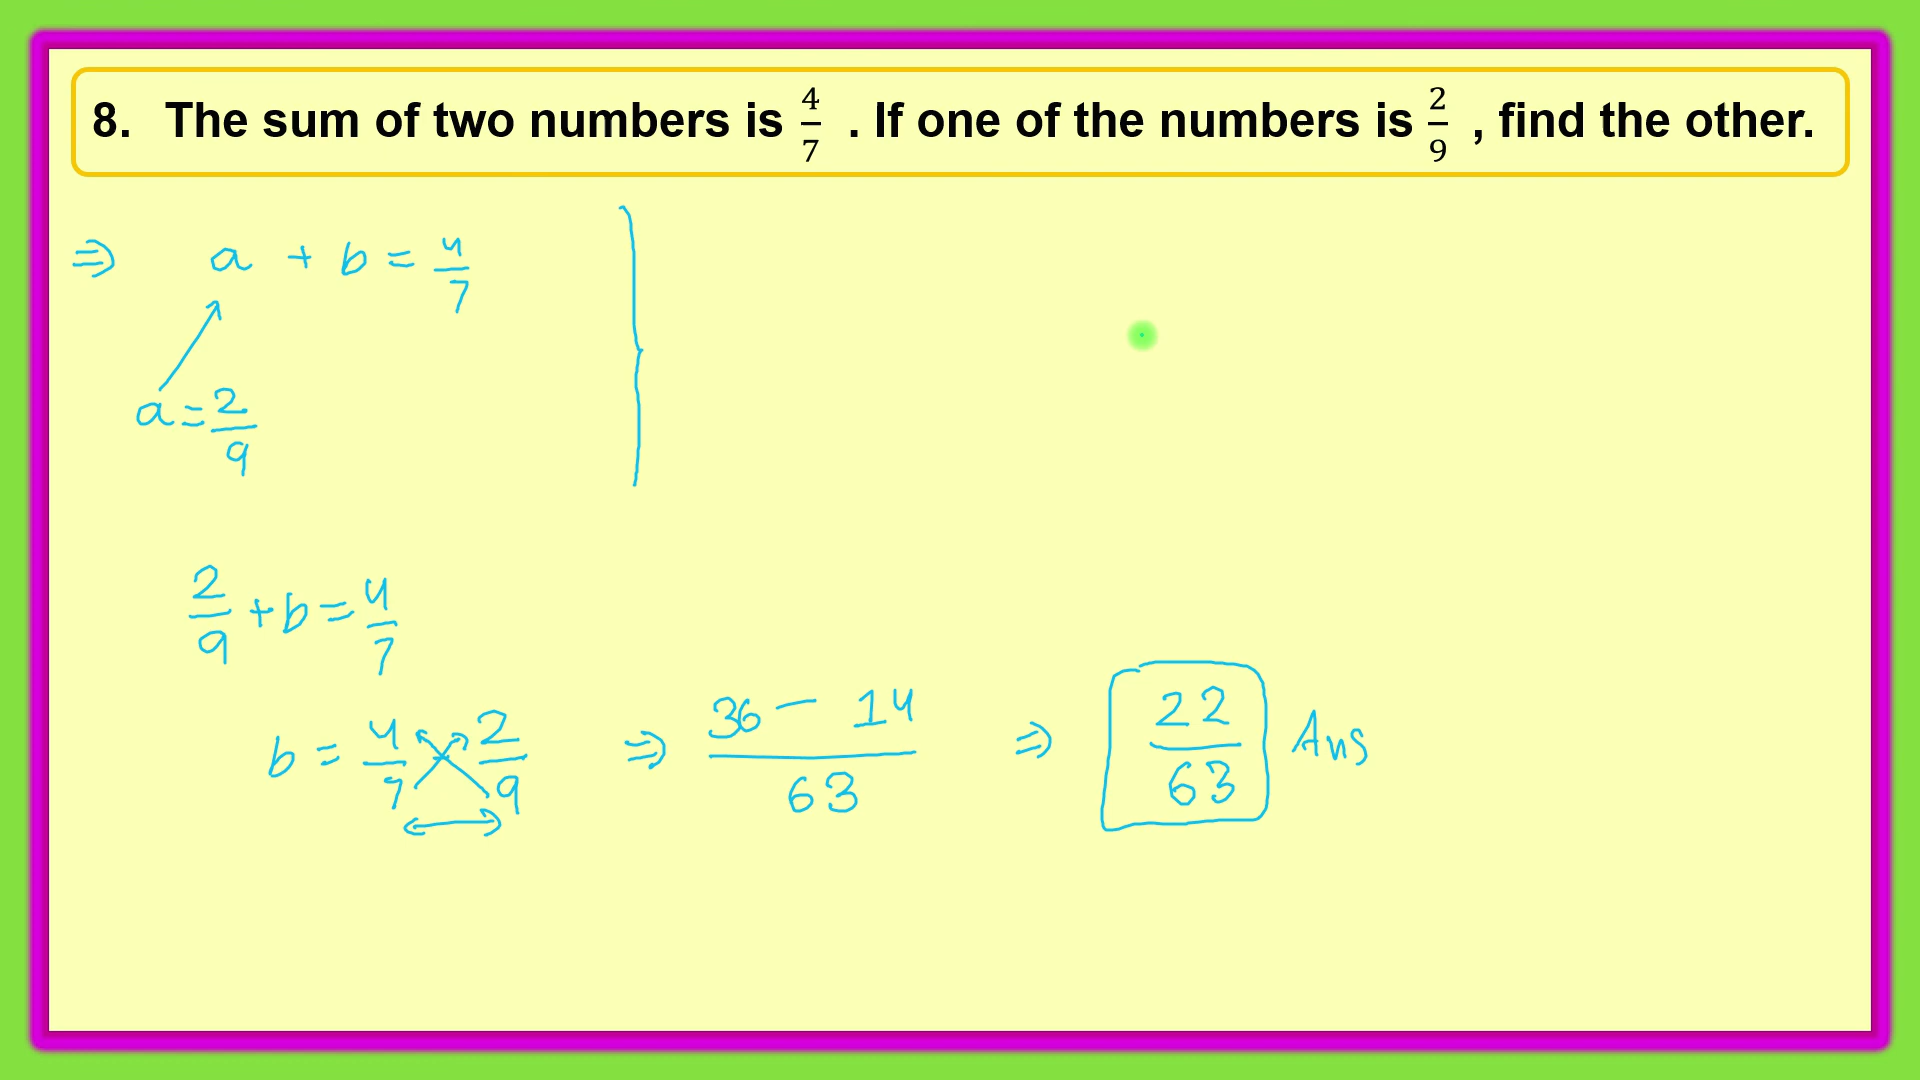 8. The sum of two numbers is 4/7 . If one of the numbers is 2/9 , find the other.
⇒ a + b = 4/7
a = 2/9
2/9 + b = 4/7
b = 4/7 - 2/9 ⇒ 36 - 14 / 63 ⇒ 22/63 Ans